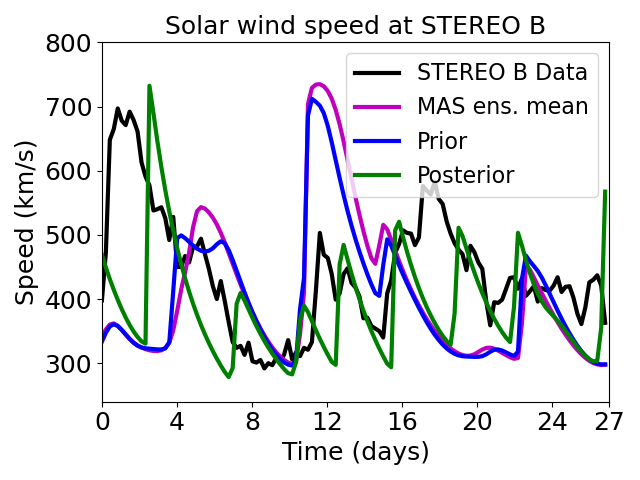 Solar wind speed at STEREO B
800
700
600
500
400
300
Speed (km/s)
STEREO B Data
MAS ens. mean
Prior
Posterior
0 4 8 12 16 20 24 27
Time (days)